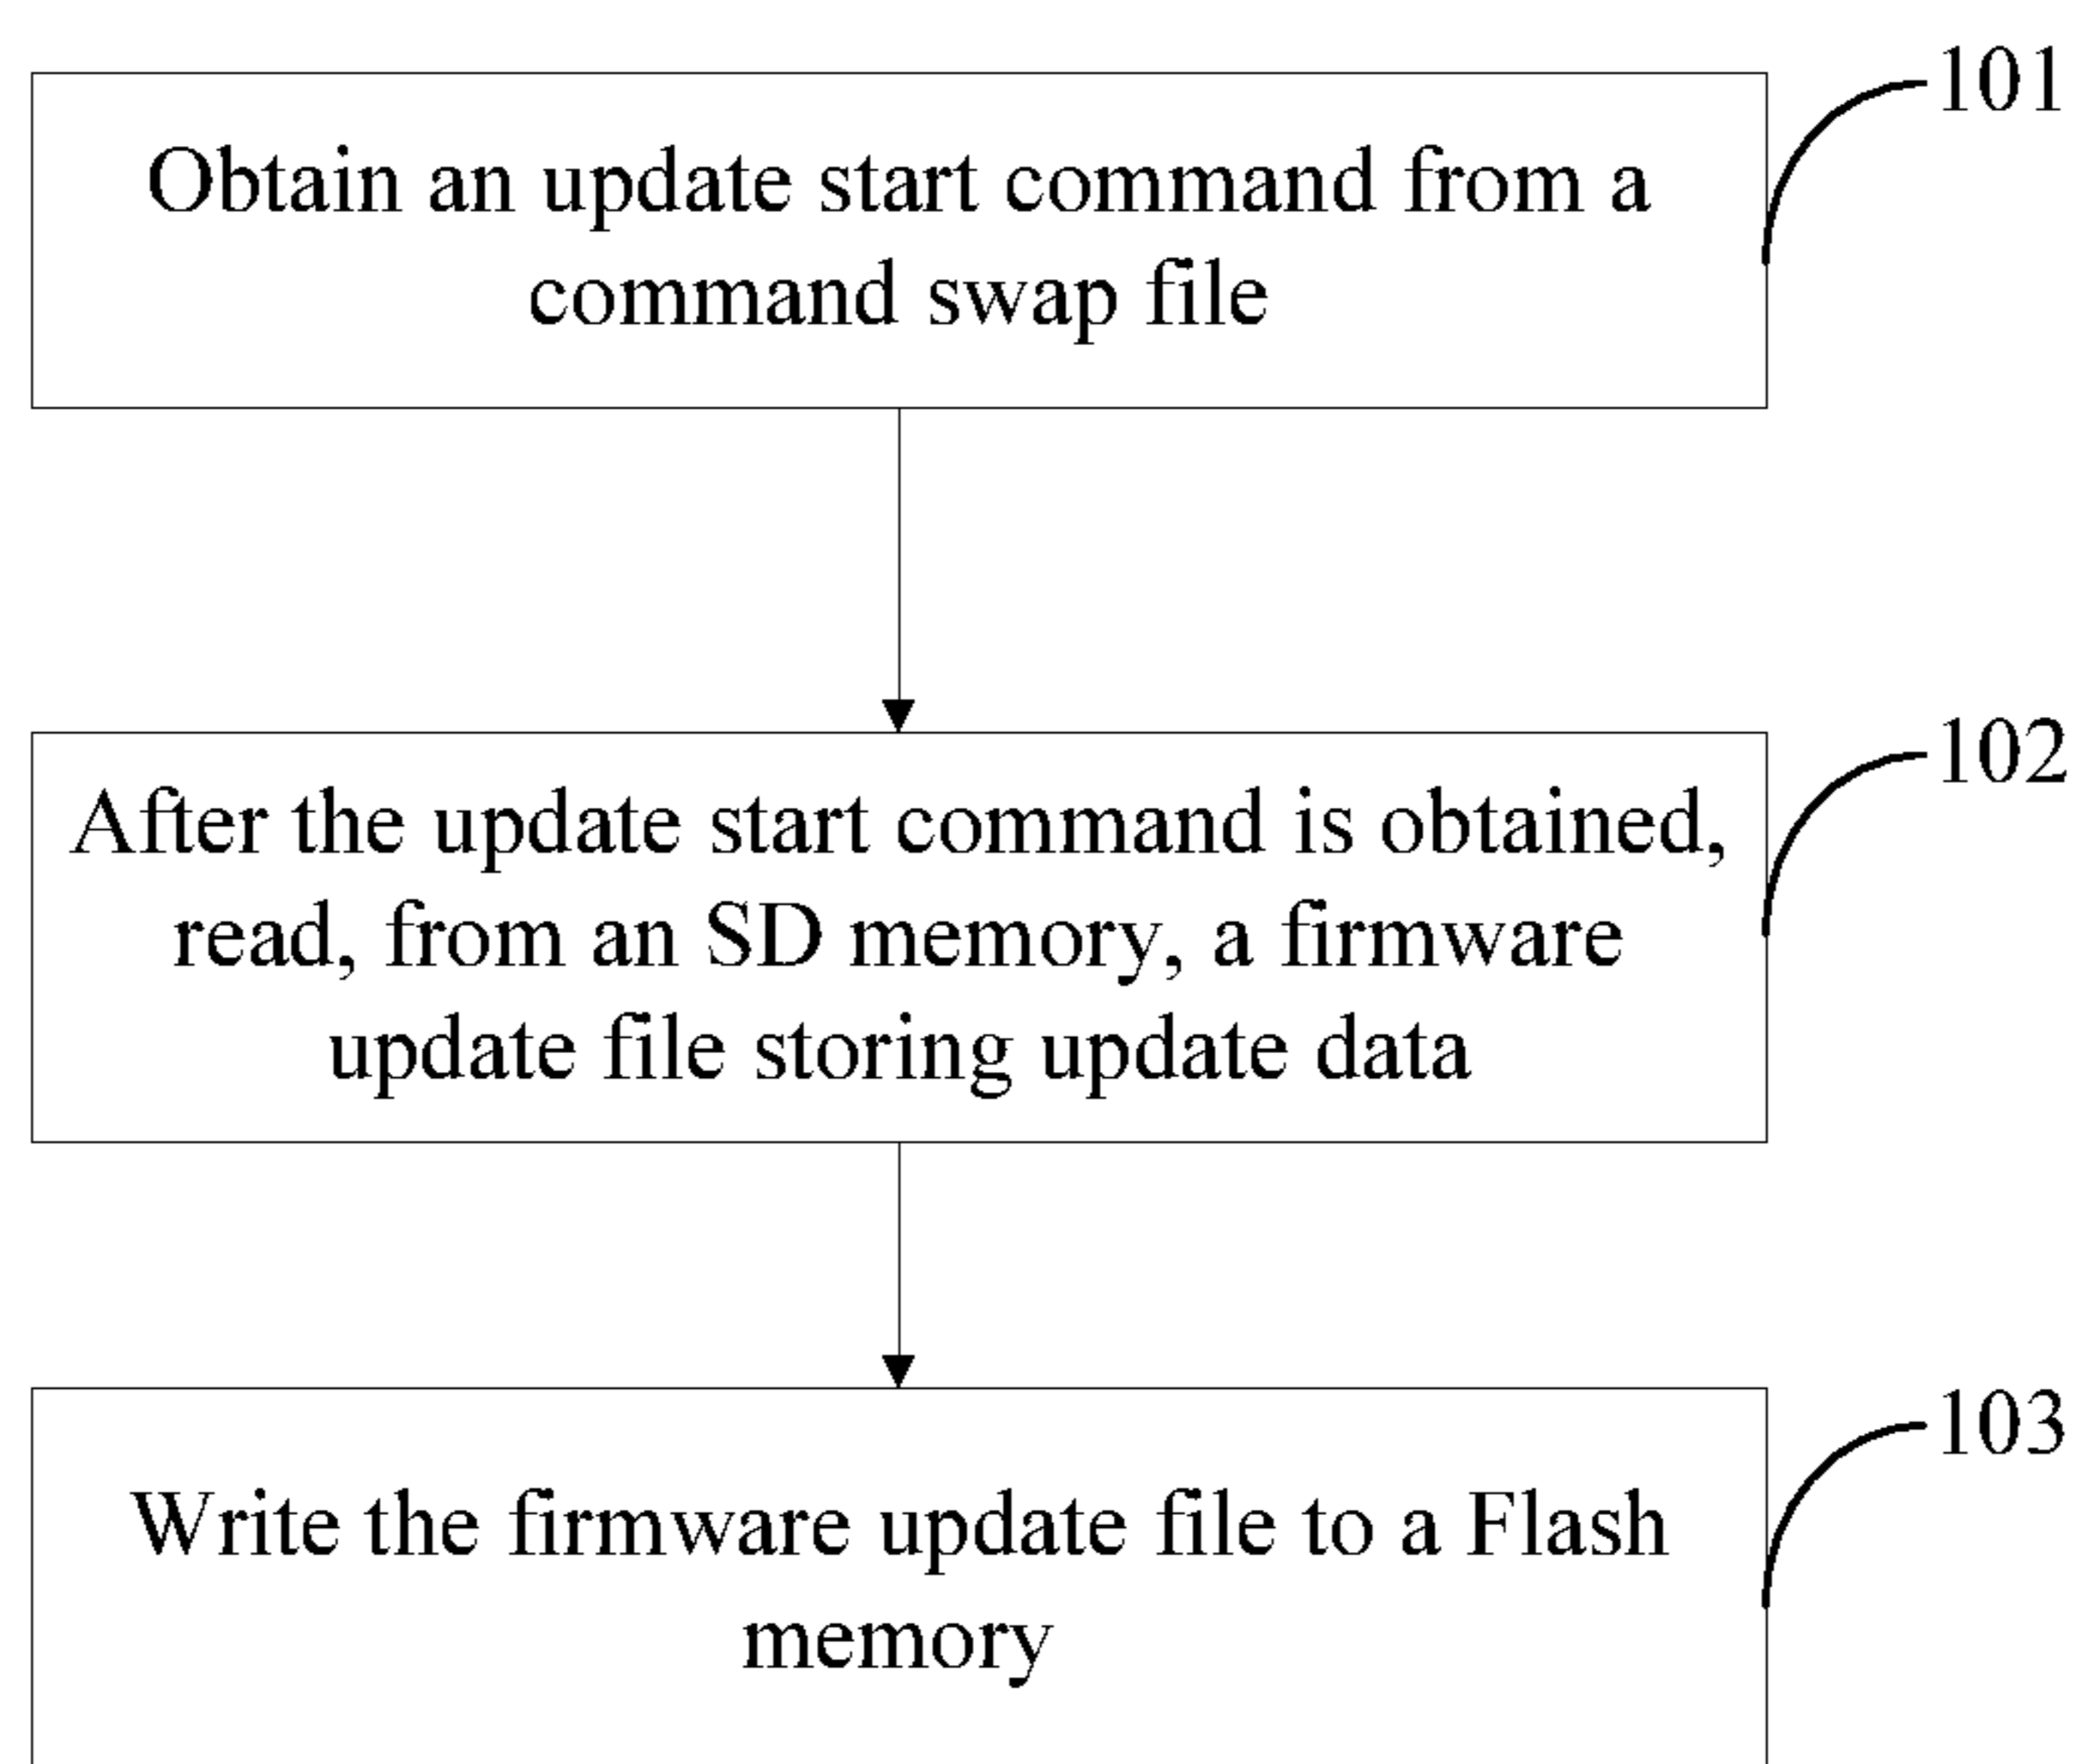 101
Obtain an update start command from a
command swap file
102
After the update start command is obtained,
read, from an SD memory, a firmware
update file storing update data
103
Write the firmware update file to a Flash
memory